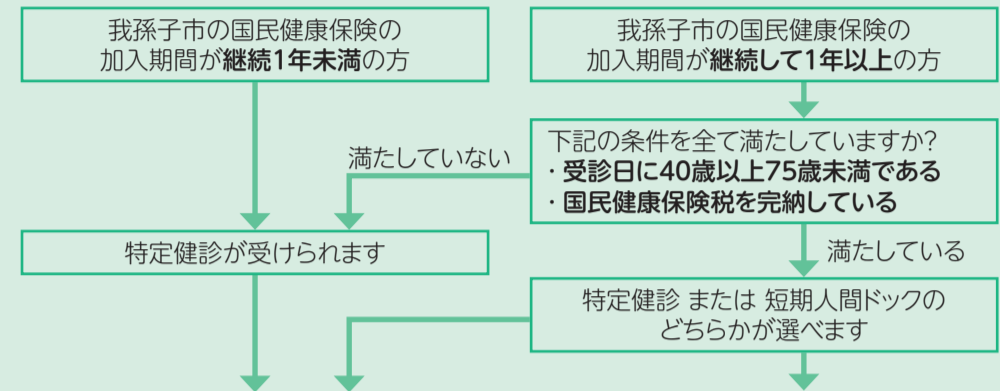 我孫子市の国民健康保険の
加入期間が継続1年未満の方
我孫子市の国民健康保険の
加入期間が継続して1年以上の方
下記の条件を全て満たしていますか?
・受診日に40歳以上75歳未満である
・国民健康保険税を完納している
満たしていない
特定健診が受けられます
満たしている
特定健診 または 短期人間ドックの
どちらかが選べます